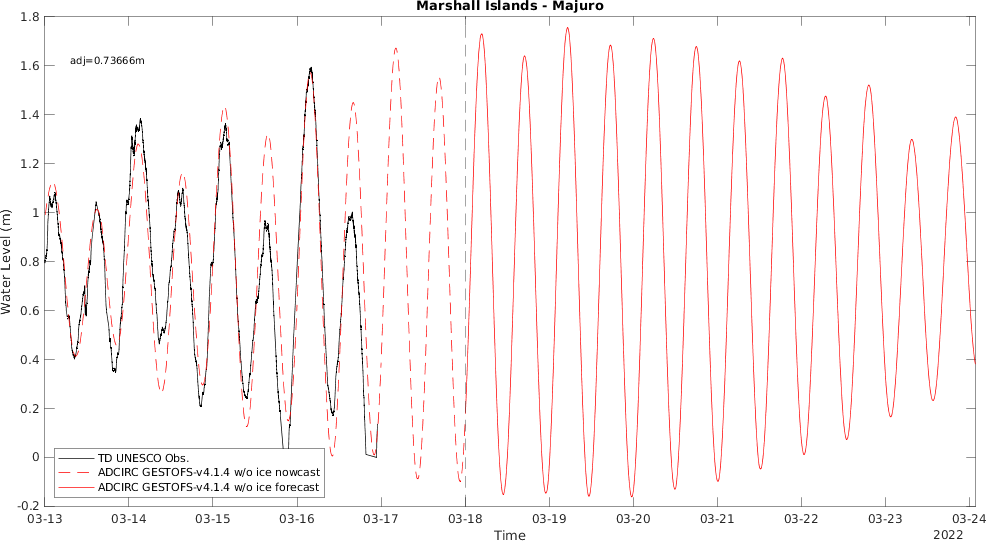 Marshall Islands - Majuro
adj=0.73666m
Water Level (m)
1.8
1.6
1.4
1.2
1
0.8
0.6
0.4
0.2
0
-0.2
TD UNESCO Obs.
ADCIRC GESTOFS-v4.1.4 w/o ice nowcast
ADCIRC GESTOFS-v4.1.4 w/o ice forecast
03-13 03-14 03-15 03-16 03-17 03-18 03-19 03-20 03-21 03-22 03-23 03-24
Time
2022